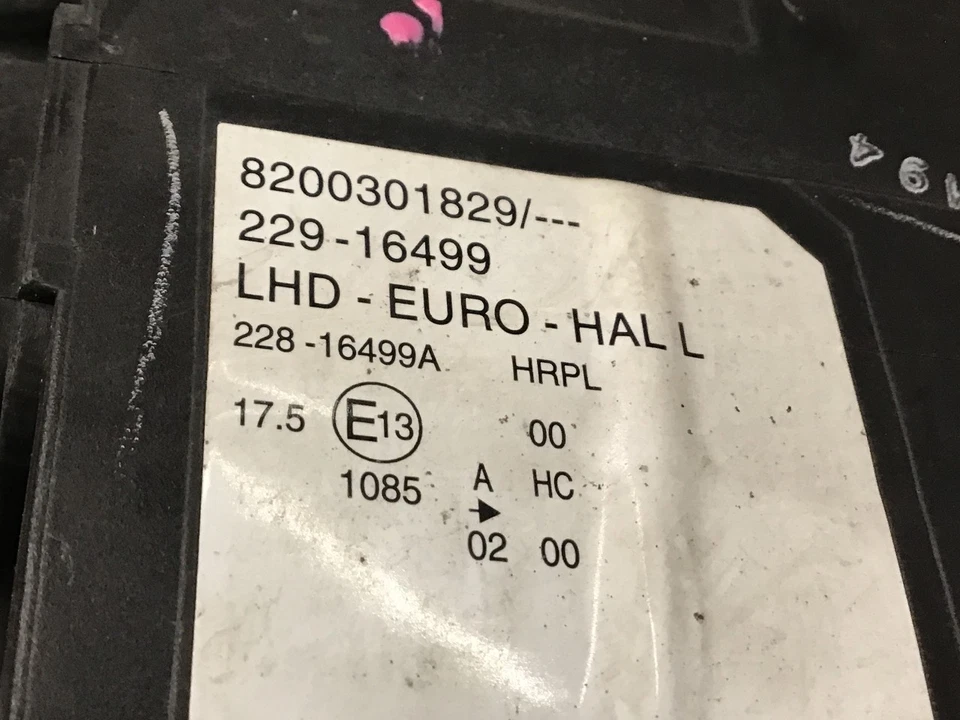 8200301829/---
229-16499
LHD - EURO - HAL L
228-16499A HRPL
17.5 E13 00
1085 A HC
02 00